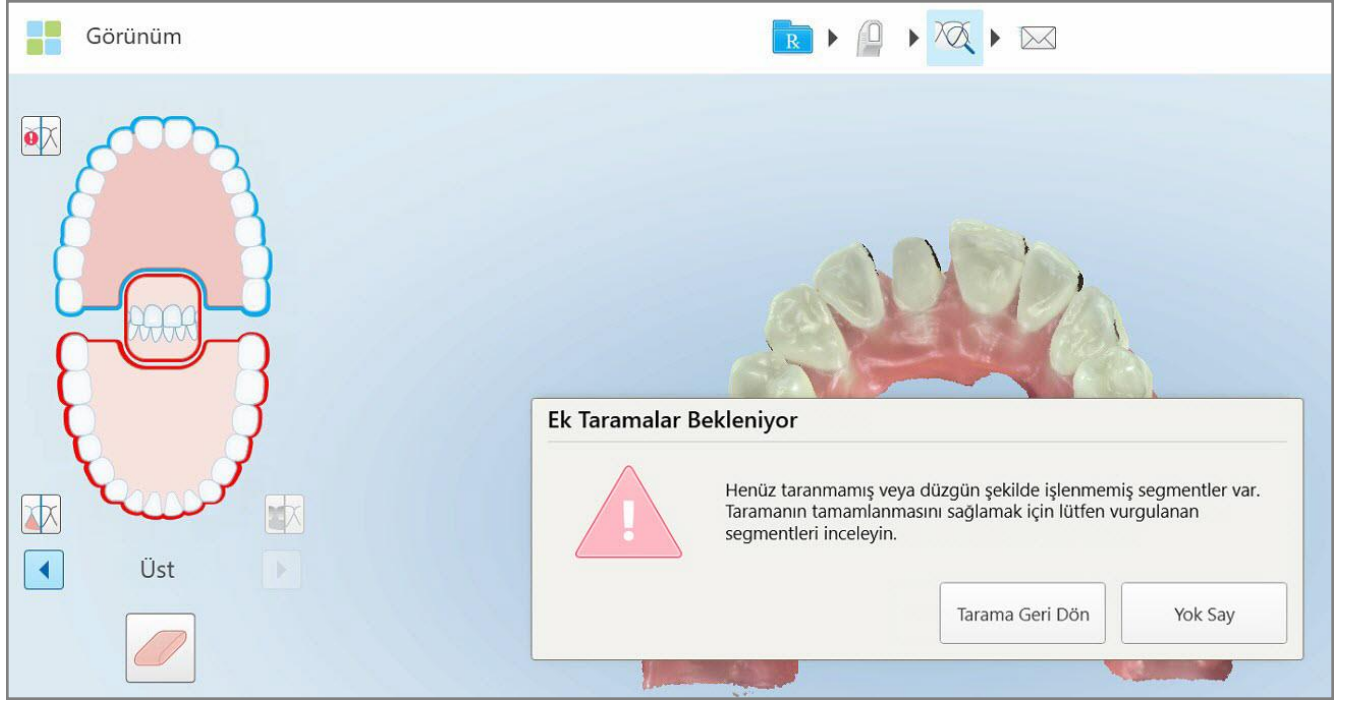 Görünüm
R
Ek Taramalar Bekleniyor
Henüz taranmamış veya düzgün şekilde işlenmemiş segmentler var.
Taramanın tamamlanmasını sağlamak için lütfen vurgulanan
segmentleri inceleyin.
Üst
Tarama Geri Dön
Yok Say